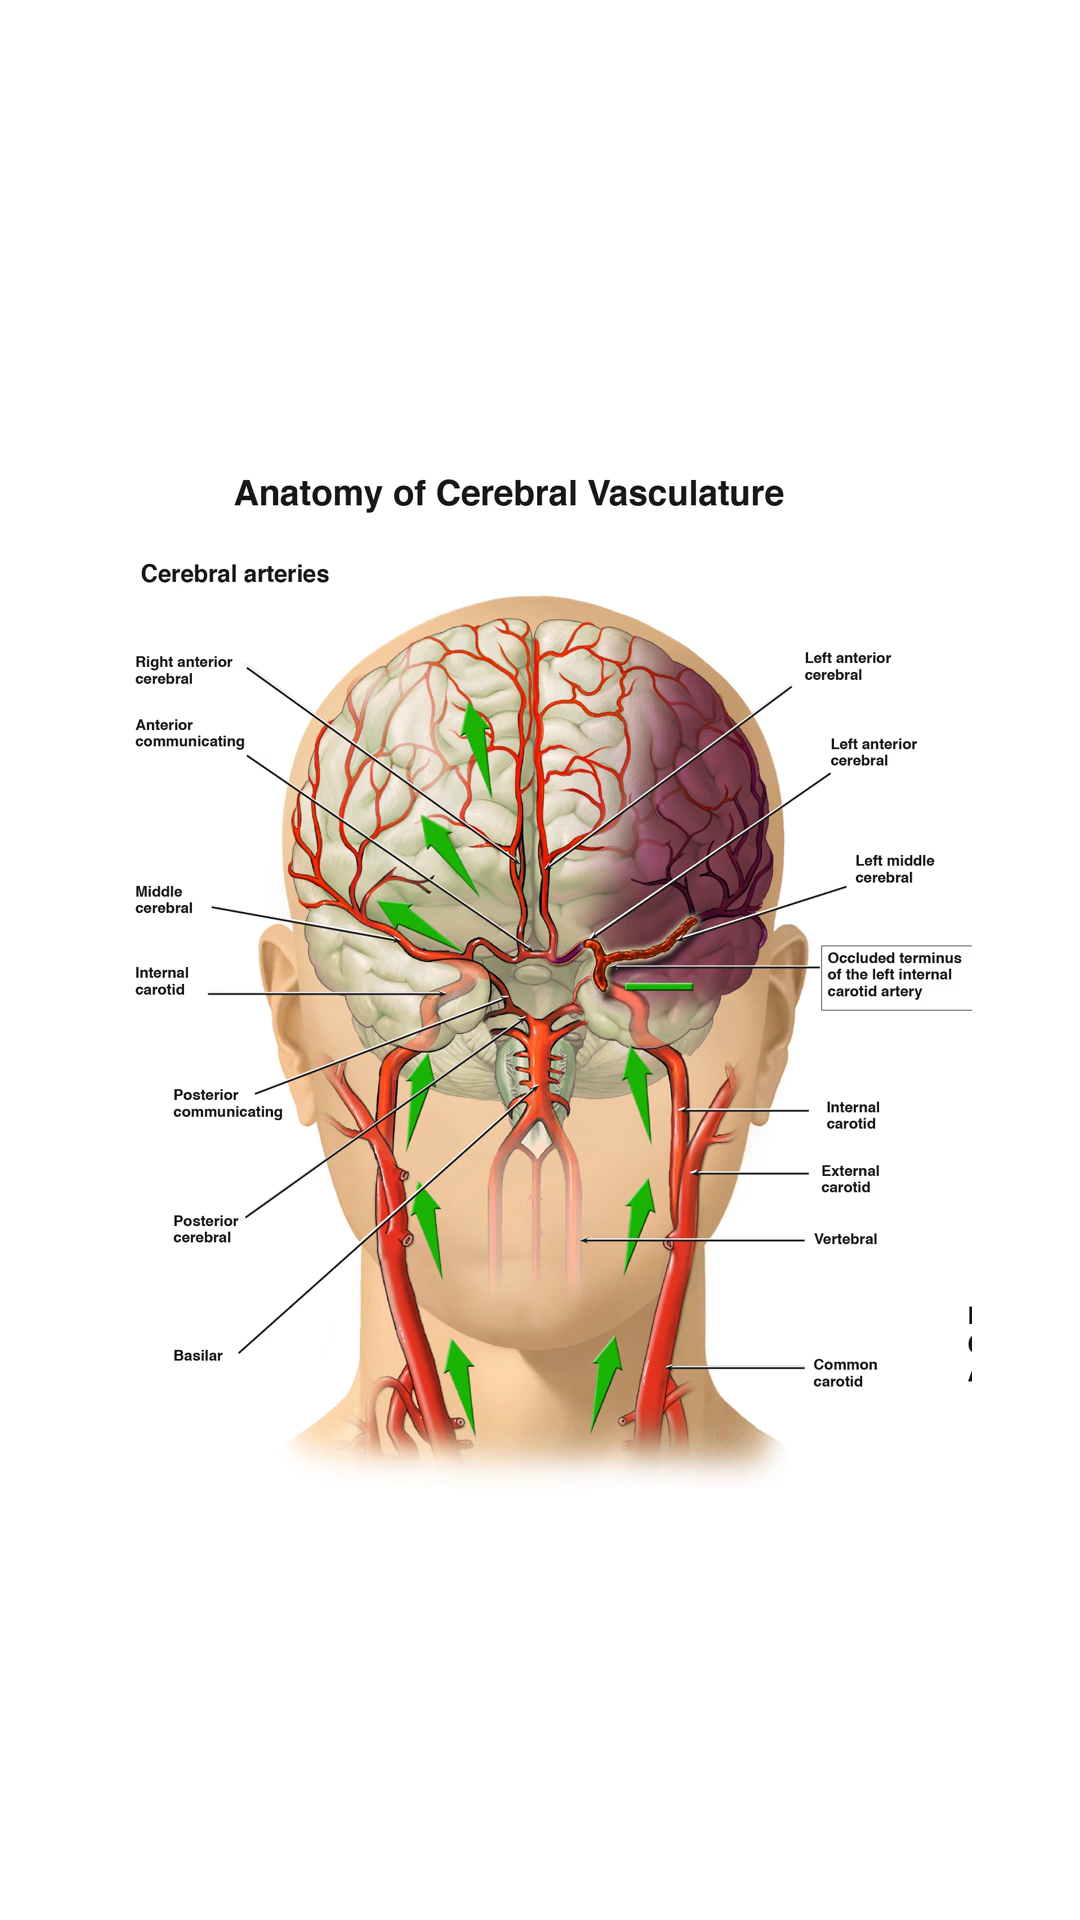 Anatomy of Cerebral Vasculature
Cerebral arteries
Right anterior
cerebral
Anterior
communicating
Middle
cerebral
Internal
carotid
Posterior
communicating
Posterior
cerebral
Basilar
Left anterior
cerebral
Left anterior
cerebral
Left middle
cerebral
Occluded terminus
of the left internal
carotid artery
Internal
carotid
External
carotid
Vertebral
Common
carotid